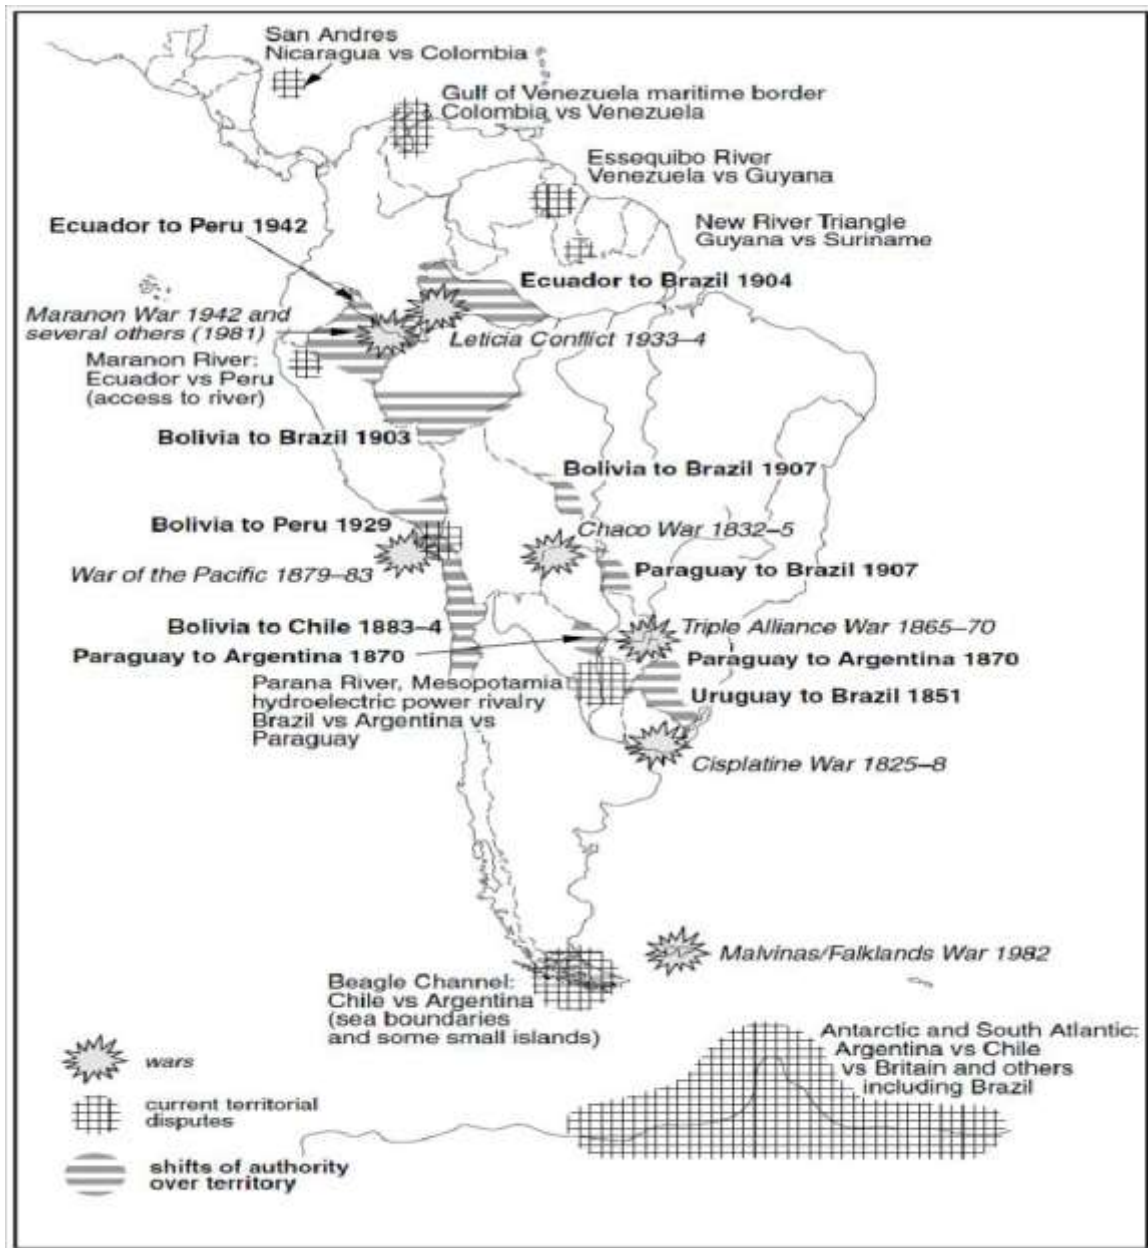 San Andres
Nicaragua vs Colombia
Gulf of Venezuela maritime border
Colombia vs Venezuela
Essequibo River
Venezuela vs Guyana
Ecuador to Peru 1942
New River Triangle
Guyana vs Suriname
Ecuador to Brazil 1904
Maranon War 1942 and
several others (1981)
Leticia Conflict 1933–4
Maranon River:
Ecuador vs Peru
(access to river)
Bolivia to Brazil 1903
Bolivia to Brazil 1907
Bolivia to Peru 1929
Chaco War 1832–5
War of the Pacific 1879–83
Paraguay to Brazil 1907
Bolivia to Chile 1883–4
Triple Alliance War 1865–70
Paraguay to Argentina 1870
Paraguay to Argentina 1870
Parana River, Mesopotamia
hydroelectric power rivalry
Brazil vs Argentina vs
Paraguay
Uruguay to Brazil 1851
Cisplatine War 1825–8
Malvinas/Falklands War 1982
Beagle Channel:
Chile vs Argentina
(sea boundaries
and some small islands)
Antarctic and South Atlantic:
Argentina vs Chile
vs Britain and others
including Brazil
wars
current territorial
disputes
shifts of authority
over territory